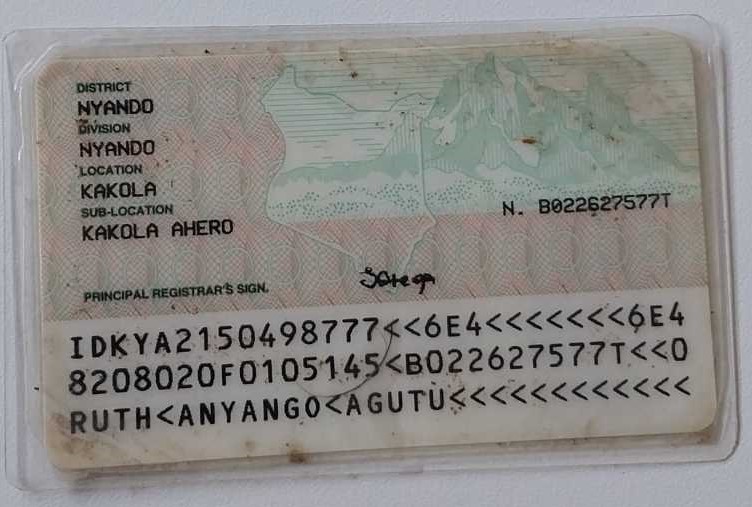 DISTRICT
NYANDO
DIVISION
NYANDO
LOCATION
KAKOLA
SUB-LOCATION
KAKOLA AHERO
N. B022627577T
PRINCIPAL REGISTRAR'S SIGN.
IDKYA2150498777<<6E4<<<<<<<6E4
8208020F0105145<B022627577T<<0
RUTH<ANYANGO<AGUTU<<<<<<<<<<<<